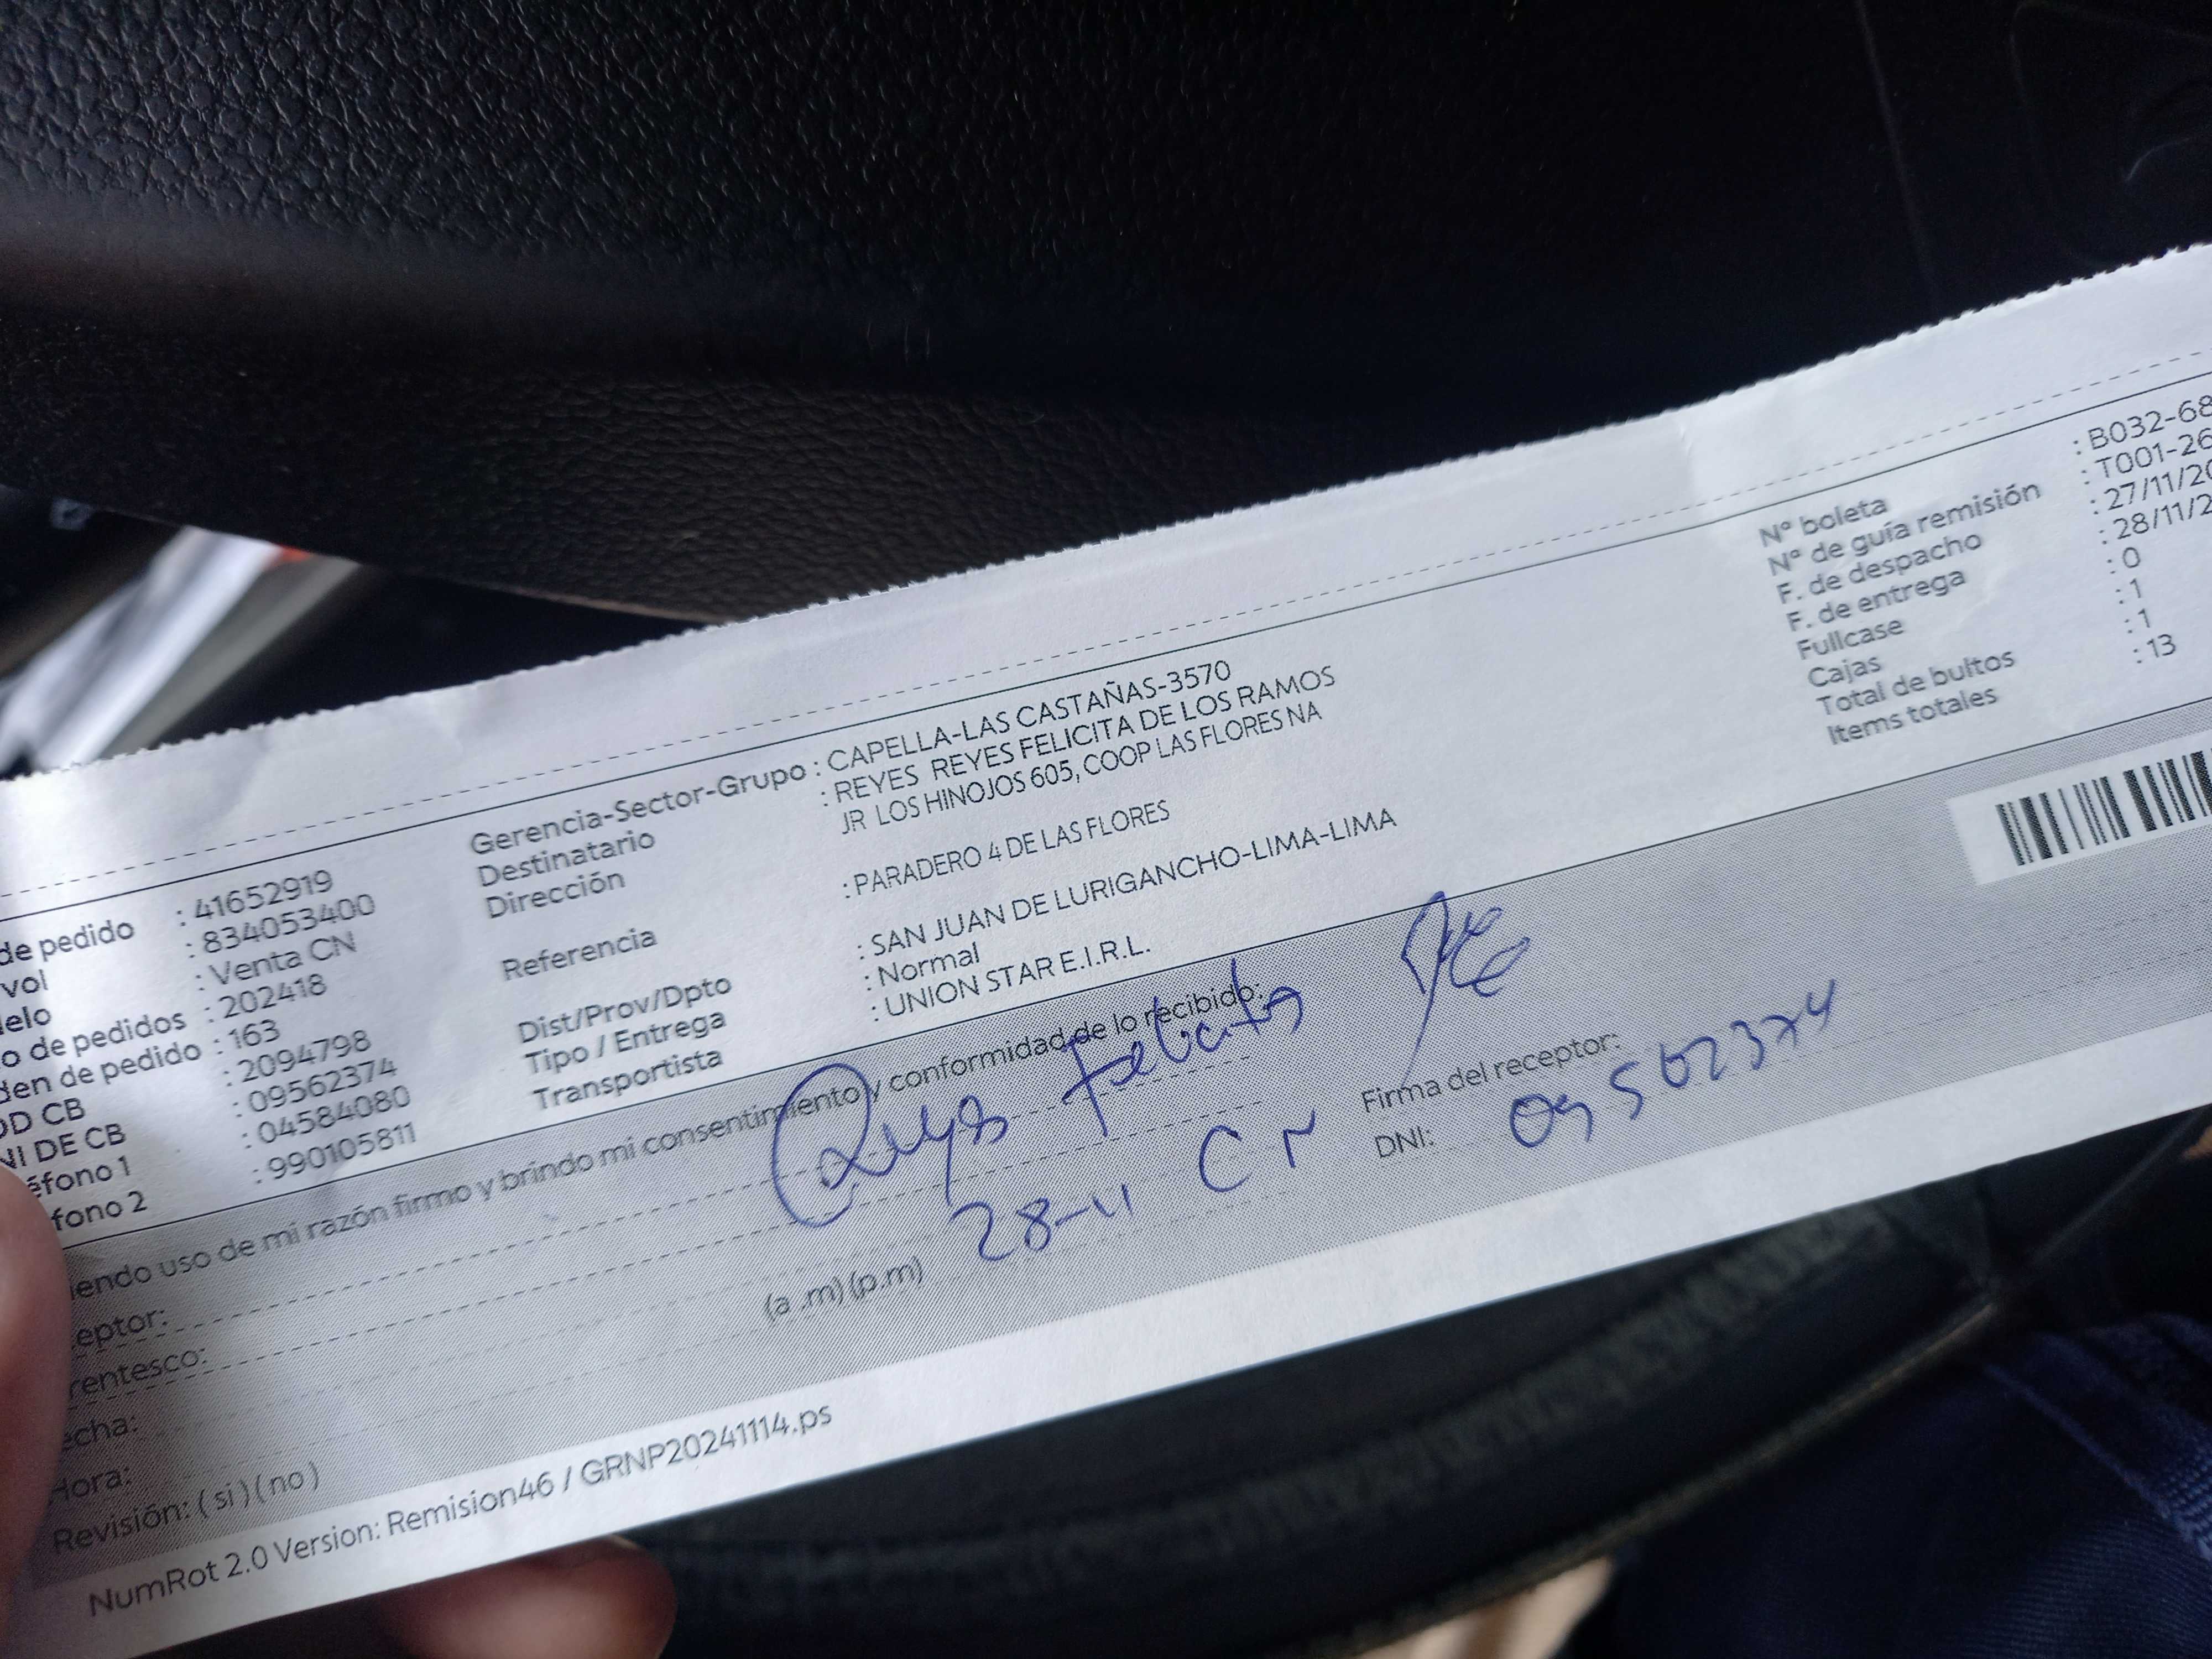 de pedido : 41652919
vol : 834053400
elo : Venta CN
o de pedidos : 202418
den de pedido : 163
OD CB : 2094798
NI DE CB : 09562374
éfono 1 : 04584080
fono 2 : 990105811
Gerencia-Sector-Grupo : CAPELLA-LAS CASTAÑAS-3570
Destinatario : REYES REYES FELICITA DE LOS RAMOS
Dirección JR LOS HINOJOS 605, COOP LAS FLORES NA
Referencia : PARADERO 4 DE LAS FLORES
Dist/Prov/Dpto : SAN JUAN DE LURIGANCHO-LIMA-LIMA
Tipo / Entrega : Normal
Transportista : UNION STAR E.I.R.L.
N° boleta : B032-68
N° de guía remisión : T001-26
F. de despacho : 27/11/20
F. de entrega : 28/11/2
Fullcase : 0
Cajas : 1
Total de bultos : 1
Items totales : 13
iendo uso de mi razón firmo y brindo mi consentimiento y conformidad de lo recibido:
eptor: Reyes Felicita
rentesco:
echa: 28-11 C N
Hora: (a .m) (p.m)
Revisión: ( si ) ( no )
Firma del receptor:
DNI:
NumRot 2.0 Version: Remision46 / GRNP20241114.ps